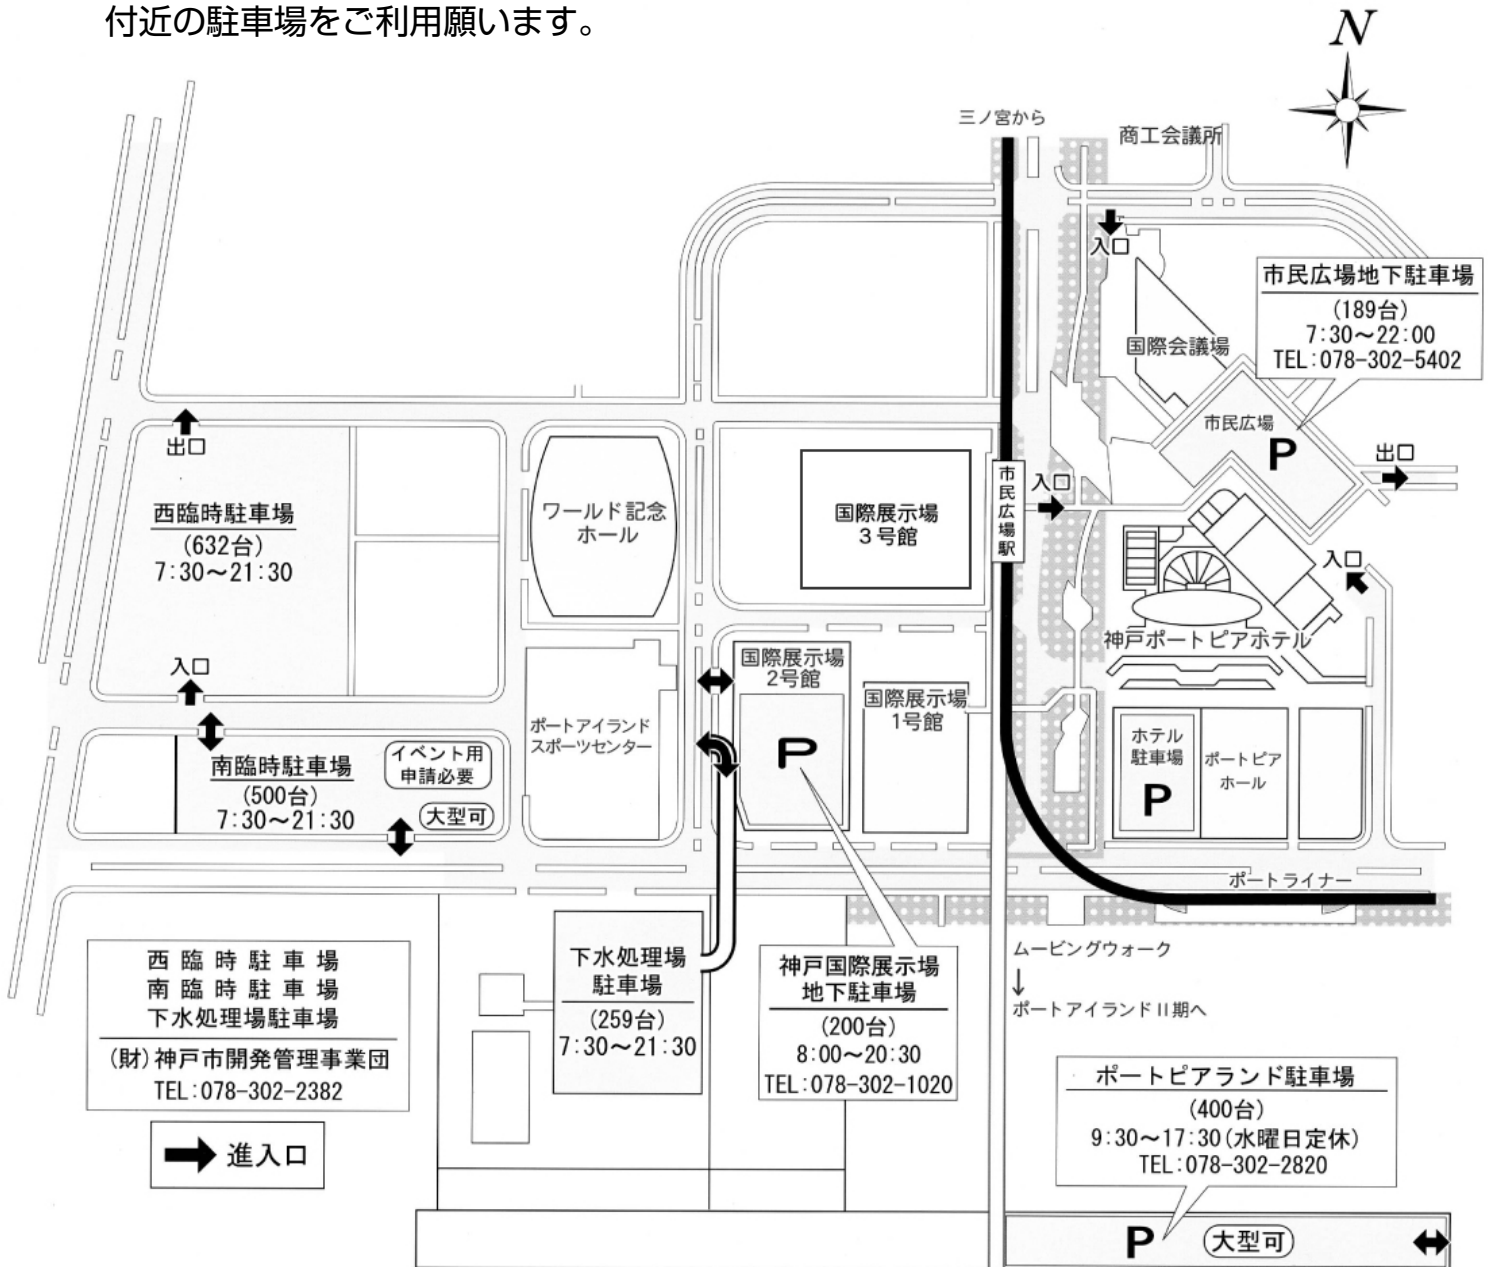 付近の駐車場をご利用願います。
N
三ノ宮から
商工会議所
入口
市民広場地下駐車場
(189台)
7:30〜22:00
TEL:078-302-5402
国際会議場
市民広場
P
出口
出口
西臨時駐車場
(632台)
7:30〜21:30
ワールド記念
ホール
国際展示場
3号館
市民広場駅
入口
入口
神戸ポートピアホテル
入口
国際展示場
2号館
国際展示場
1号館
ポートアイランド
スポーツセンター
P
ホテル
駐車場
P
ポートピア
ホール
南臨時駐車場
(500台)
7:30〜21:30
イベント用
申請必要
大型可
ポートライナー
西臨時駐車場
南臨時駐車場
下水処理場駐車場
(財)神戸市開発管理事業団
TEL:078-302-2382
進入口
下水処理場
駐車場
(259台)
7:30〜21:30
神戸国際展示場
地下駐車場
(200台)
8:00〜20:30
TEL:078-302-1020
ムービングウォーク
↓
ポートアイランドⅡ期へ
ポートピアランド駐車場
(400台)
9:30〜17:30(水曜日定休)
TEL:078-302-2820
P
大型可